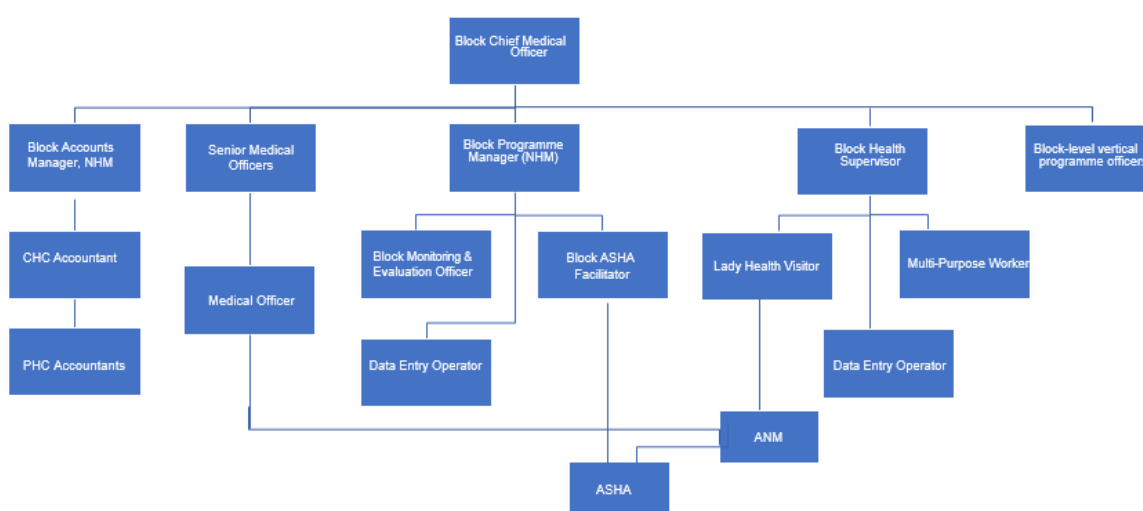 Block Chief Medical
Officer
Block Accounts
Manager, NHM
Senior Medical
Officers
Block Programme
Manager (NHM)
Block Health
Supervisor
Block-level vertical
programme officers
CHC Accountant
Medical Officer
Block Monitoring &
Evaluation Officer
Block ASHA
Facilitator
Lady Health Visitor
Multi-Purpose Worker
PHC Accountants
Data Entry Operator
Data Entry Operator
ANM
ASHA